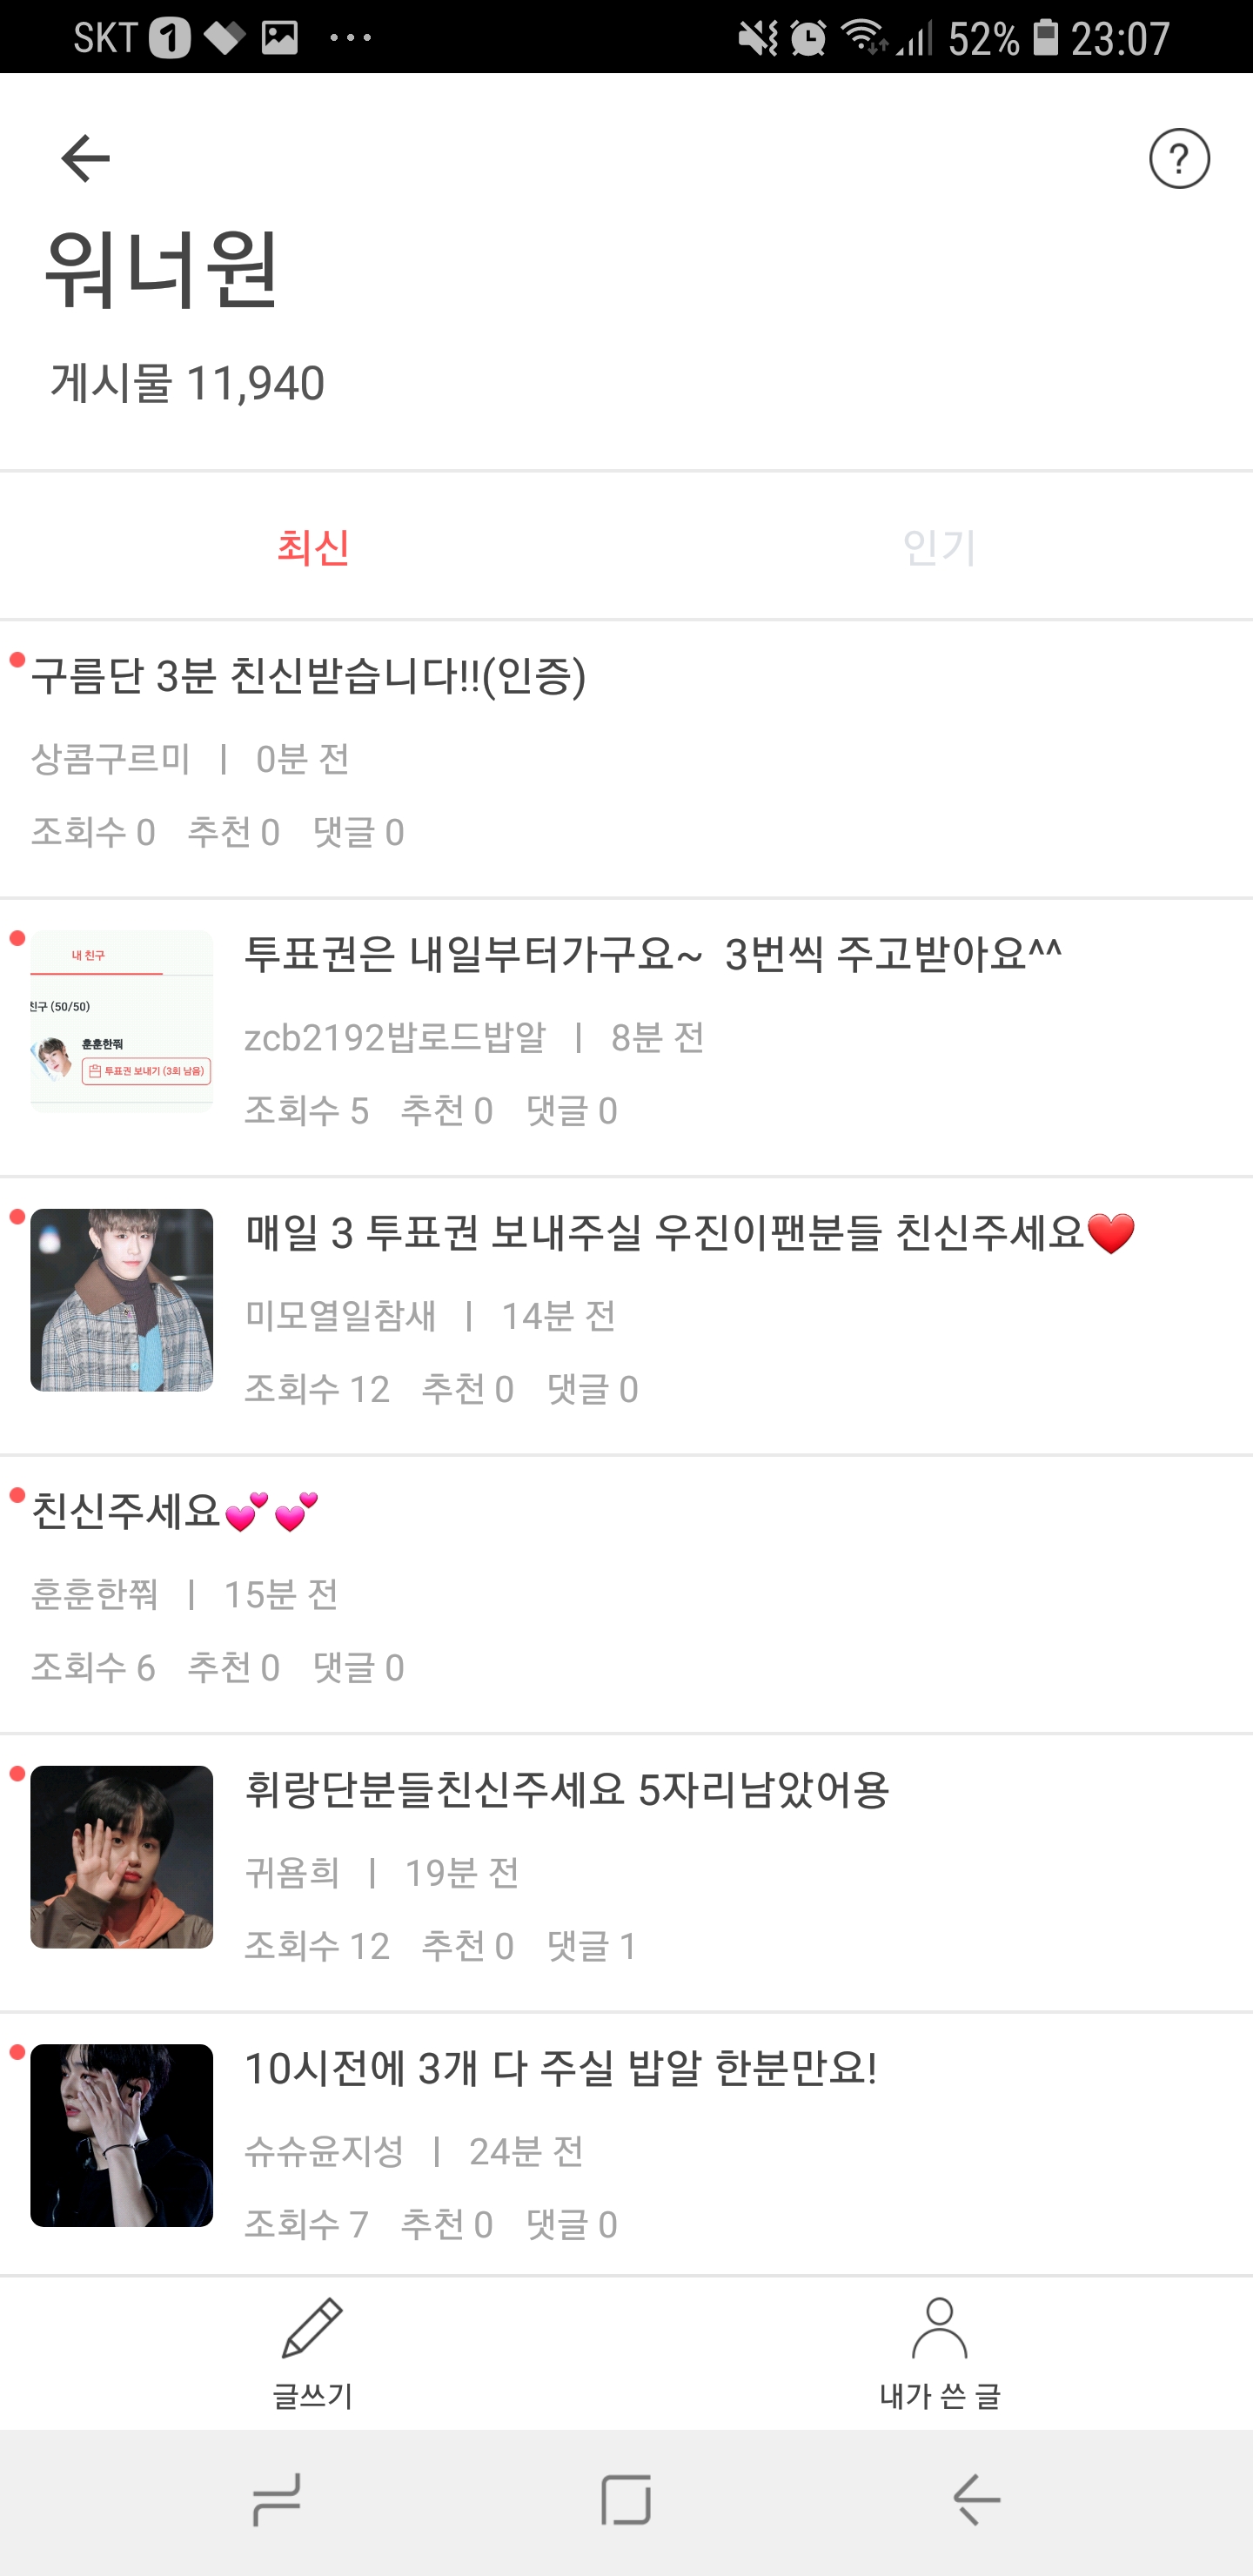 SKT 1 52% 23:07
?
워너원
게시물 11,940
최신 인기
구름단 3분 친신받습니다!!(인증)
상콤구르미 | 0분 전
조회수 0 추천 0 댓글 0
내 친구
친구 (50/50)
훈훈한쭤
투표권 보내기 (3회 남음)
투표권은 내일부터가구요~ 3번씩 주고받아요^^
zcb2192밥로드밥알 | 8분 전
조회수 5 추천 0 댓글 0
매일 3 투표권 보내주실 우진이팬분들 친신주세요❤️
미모열일참새 | 14분 전
조회수 12 추천 0 댓글 0
친신주세요💕💕
훈훈한쭤 | 15분 전
조회수 6 추천 0 댓글 0
휘랑단분들친신주세요 5자리남았어용
귀욤희 | 19분 전
조회수 12 추천 0 댓글 1
10시전에 3개 다 주실 밥알 한분만요!
슈슈윤지성 | 24분 전
조회수 7 추천 0 댓글 0
글쓰기 내가 쓴 글